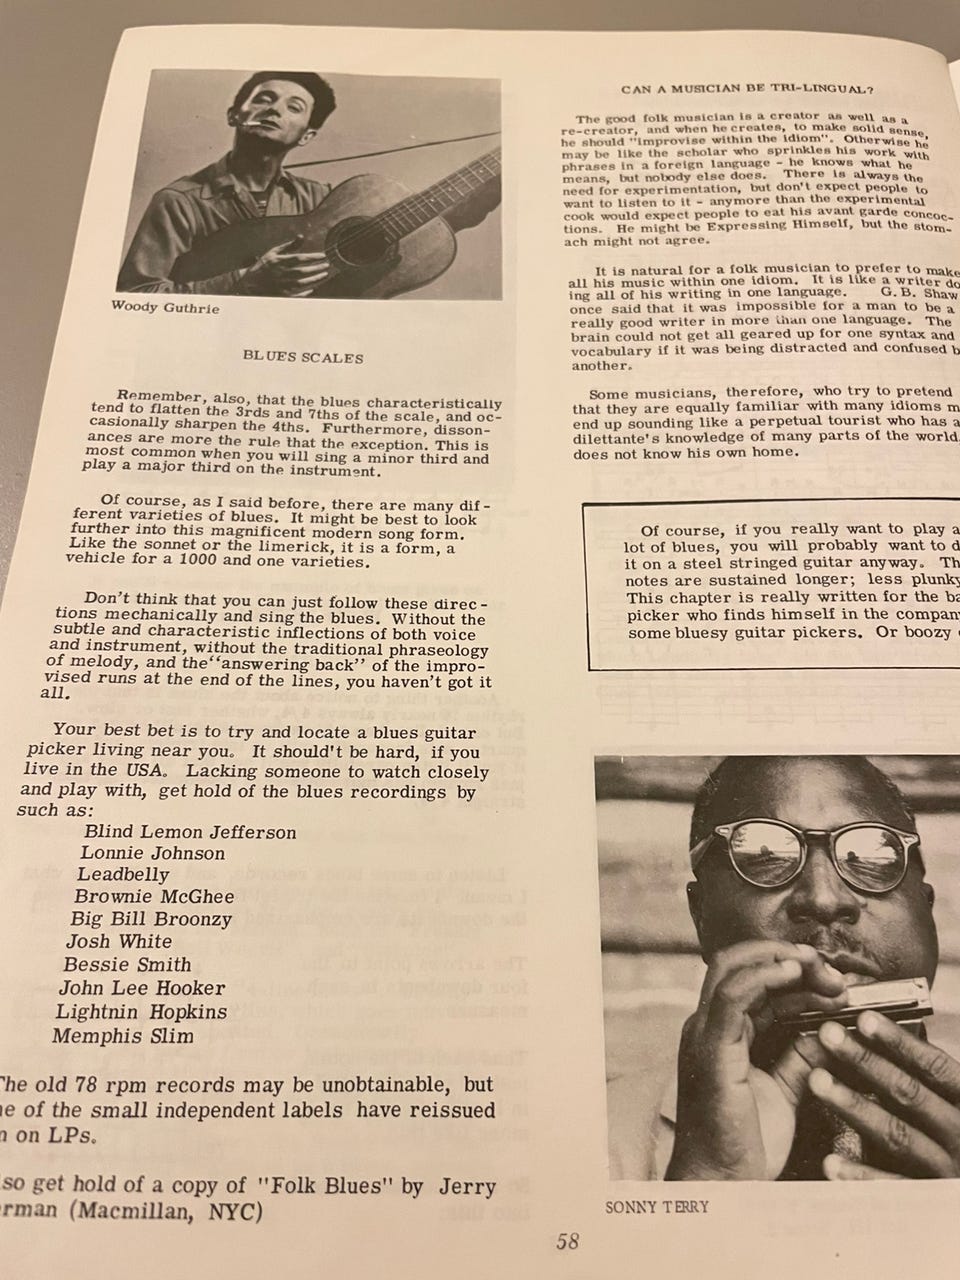 Woody Guthrie
BLUES SCALES
Remember, also, that the blues characteristically
tend to flatten the 3rds and 7ths of the scale, and oc-
casionally sharpen the 4ths. Furthermore, disson-
ances are more the rule that the exception. This is
most common when you will sing a minor third and
play a major third on the instrument.
Of course, as I said before, there are many dif-
ferent varieties of blues. It might be best to look
further into this magnificent modern song form.
Like the sonnet or the limerick, it is a form, a
vehicle for a 1000 and one varieties.
Don't think that you can just follow these direc-
tions mechanically and sing the blues. Without the
subtle and characteristic inflections of both voice
and instrument, without the traditional phraseology
of melody, and the "answering back" of the impro-
vised runs at the end of the lines, you haven't got it
all.
Your best bet is to try and locate a blues guitar
picker living near you. It should't be hard, if you
live in the USA. Lacking someone to watch closely
and play with, get hold of the blues recordings by
such as:
Blind Lemon Jefferson
Lonnie Johnson
Leadbelly
Brownie McGhee
Big Bill Broonzy
Josh White
Bessie Smith
John Lee Hooker
Lightnin Hopkins
Memphis Slim
The old 78 rpm records may be unobtainable, but
of the small independent labels have reissued
on LPs.
so get hold of a copy of "Folk Blues" by Jerry
rman (Macmillan, NYC)
CAN A MUSICIAN BE TRI-LINGUAL?
The good folk musician is a creator as well as a
re-creator, and when he creates, to make solid sense,
he should "improvise within the idiom". Otherwise he
may be like the scholar who sprinkles his work with
phrases in a foreign language - he knows what he
means, but nobody else does. There is always the
need for experimentation, but don't expect people to
want to listen to it - anymore than the experimental
cook would expect people to eat his avant garde concoc-
tions. He might be Expressing Himself, but the stom-
ach might not agree.
It is natural for a folk musician to prefer to make
all his music within one idiom. It is like a writer do
ing all of his writing in one language. G.B. Shaw
once said that it was impossible for a man to be a
really good writer in more than one language. The
brain could not get all geared up for one syntax and
vocabulary if it was being distracted and confused b
another.
Some musicians, therefore, who try to pretend
that they are equally familiar with many idioms m
end up sounding like a perpetual tourist who has a
dilettante's knowledge of many parts of the world.
does not know his own home.
Of course, if you really want to play a
lot of blues, you will probably want to d
it on a steel stringed guitar anyway. Th
notes are sustained longer; less plunky
This chapter is really written for the ba
picker who finds himself in the company
some bluesy guitar pickers. Or boozy
SONNY TERRY
58